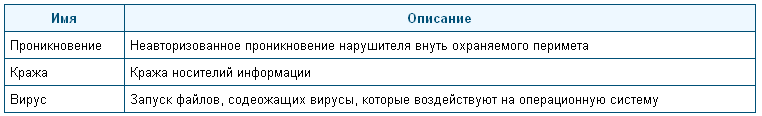 Имя Описание
Проникновение Неавторизованное проникновение нарушителя внуть охраняемого перимета
Кража Кража носителий информации
Вирус Запуск файлов, содеожащих вирусы, которые воздействуют на операционную систему